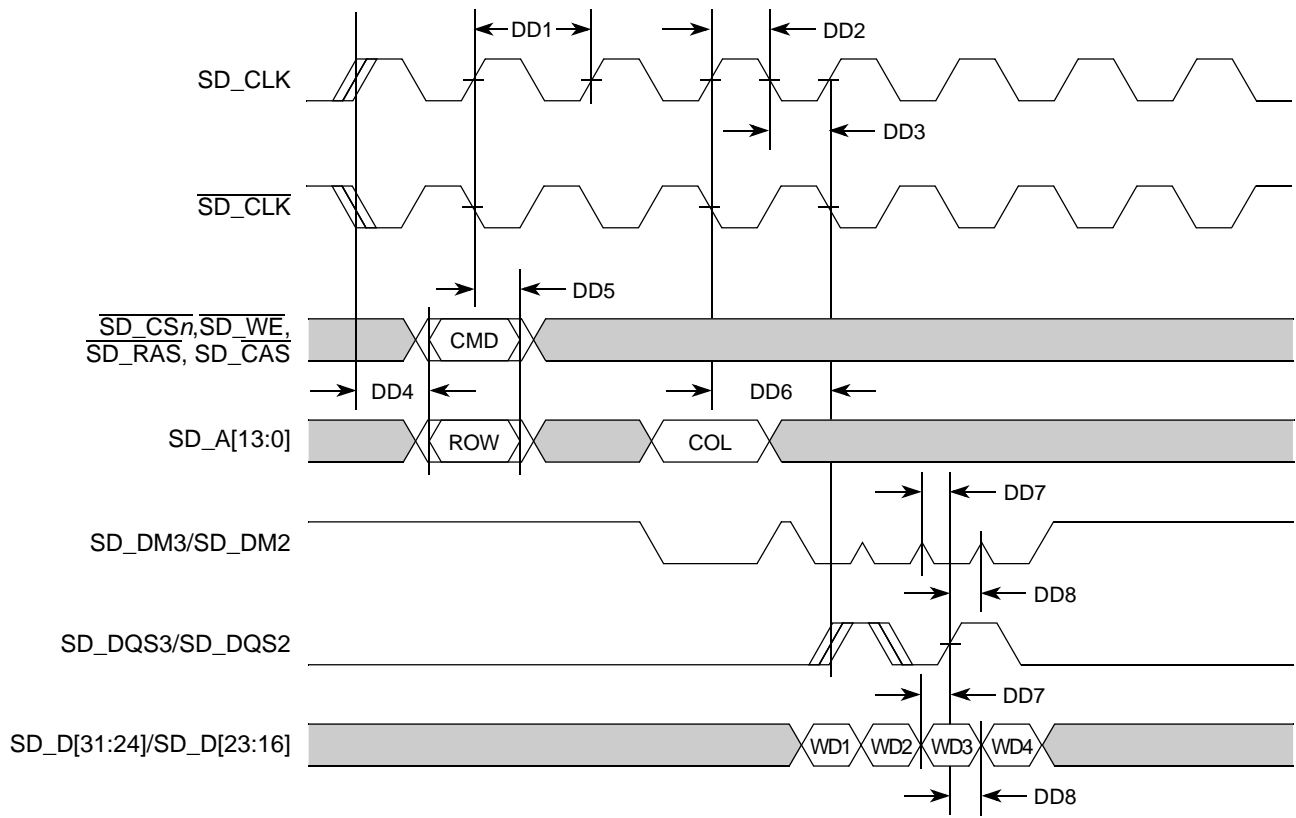 DD1
DD2
SD_CLK
DD3
SD_CLK
DD5
SD_CSn,SD_WE,
SD_RAS, SD_CAS
CMD
DD4
DD6
SD_A[13:0]
ROW
COL
DD7
SD_DM3/SD_DM2
DD8
SD_DQS3/SD_DQS2
DD7
SD_D[31:24]/SD_D[23:16]
WD1 WD2 WD3 WD4
DD8